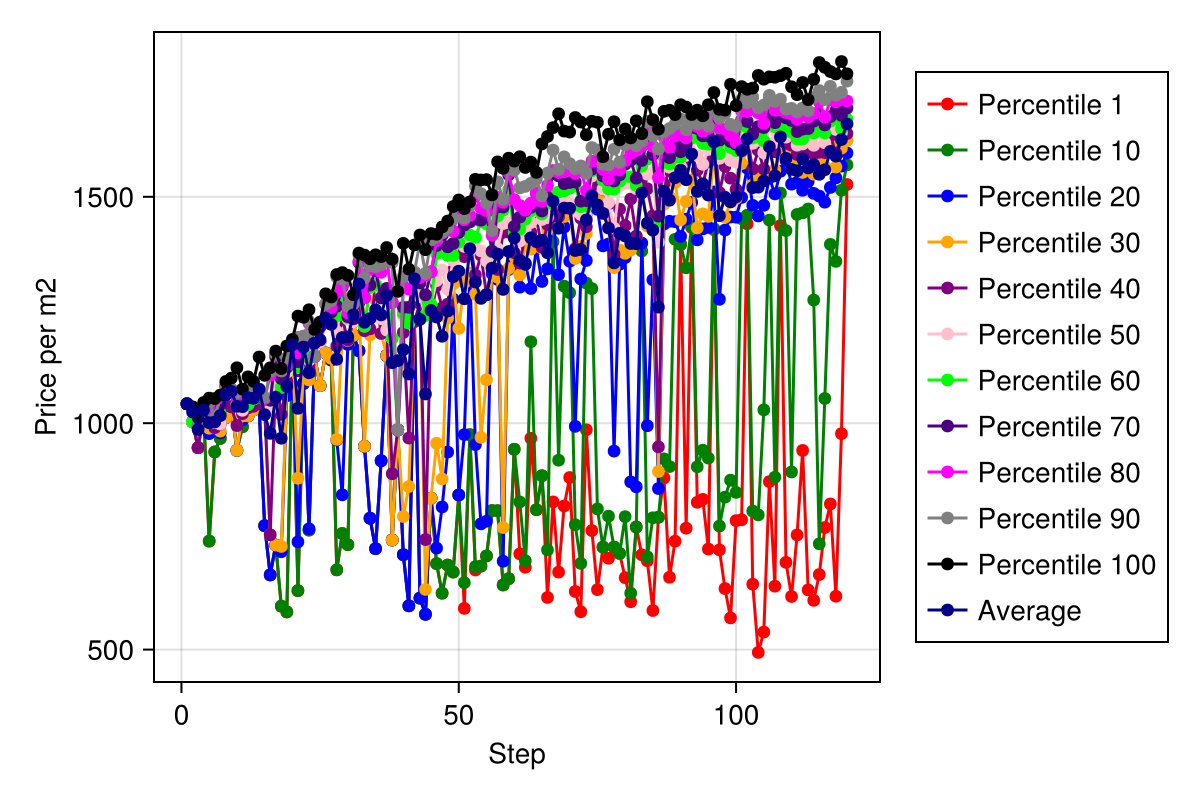 Price per m2
1500
1000
500
0
50
100
Step
Percentile 1
Percentile 10
Percentile 20
Percentile 30
Percentile 40
Percentile 50
Percentile 60
Percentile 70
Percentile 80
Percentile 90
Percentile 100
Average